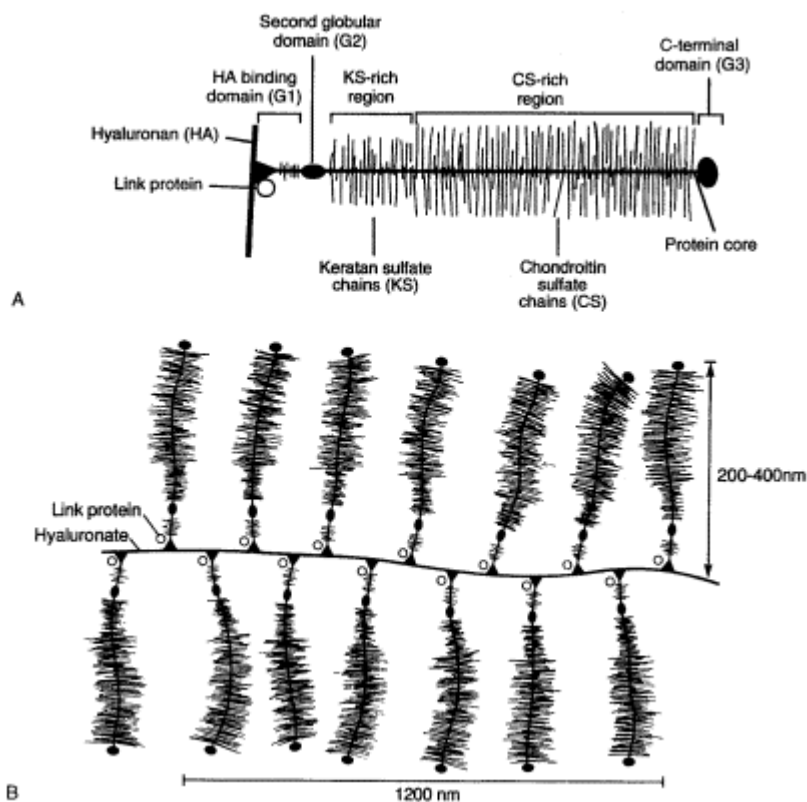 Second globular
domain (G2)
C-terminal
domain (G3)
HA binding
domain (G1)
KS-rich
region
CS-rich
region
Hyaluronan (HA)
Link protein
Protein core
Keratan sulfate
chains (KS)
Chondroitin
sulfate
chains (CS)
A
200-400nm
Link protein
Hyaluronate
B
1200 nm